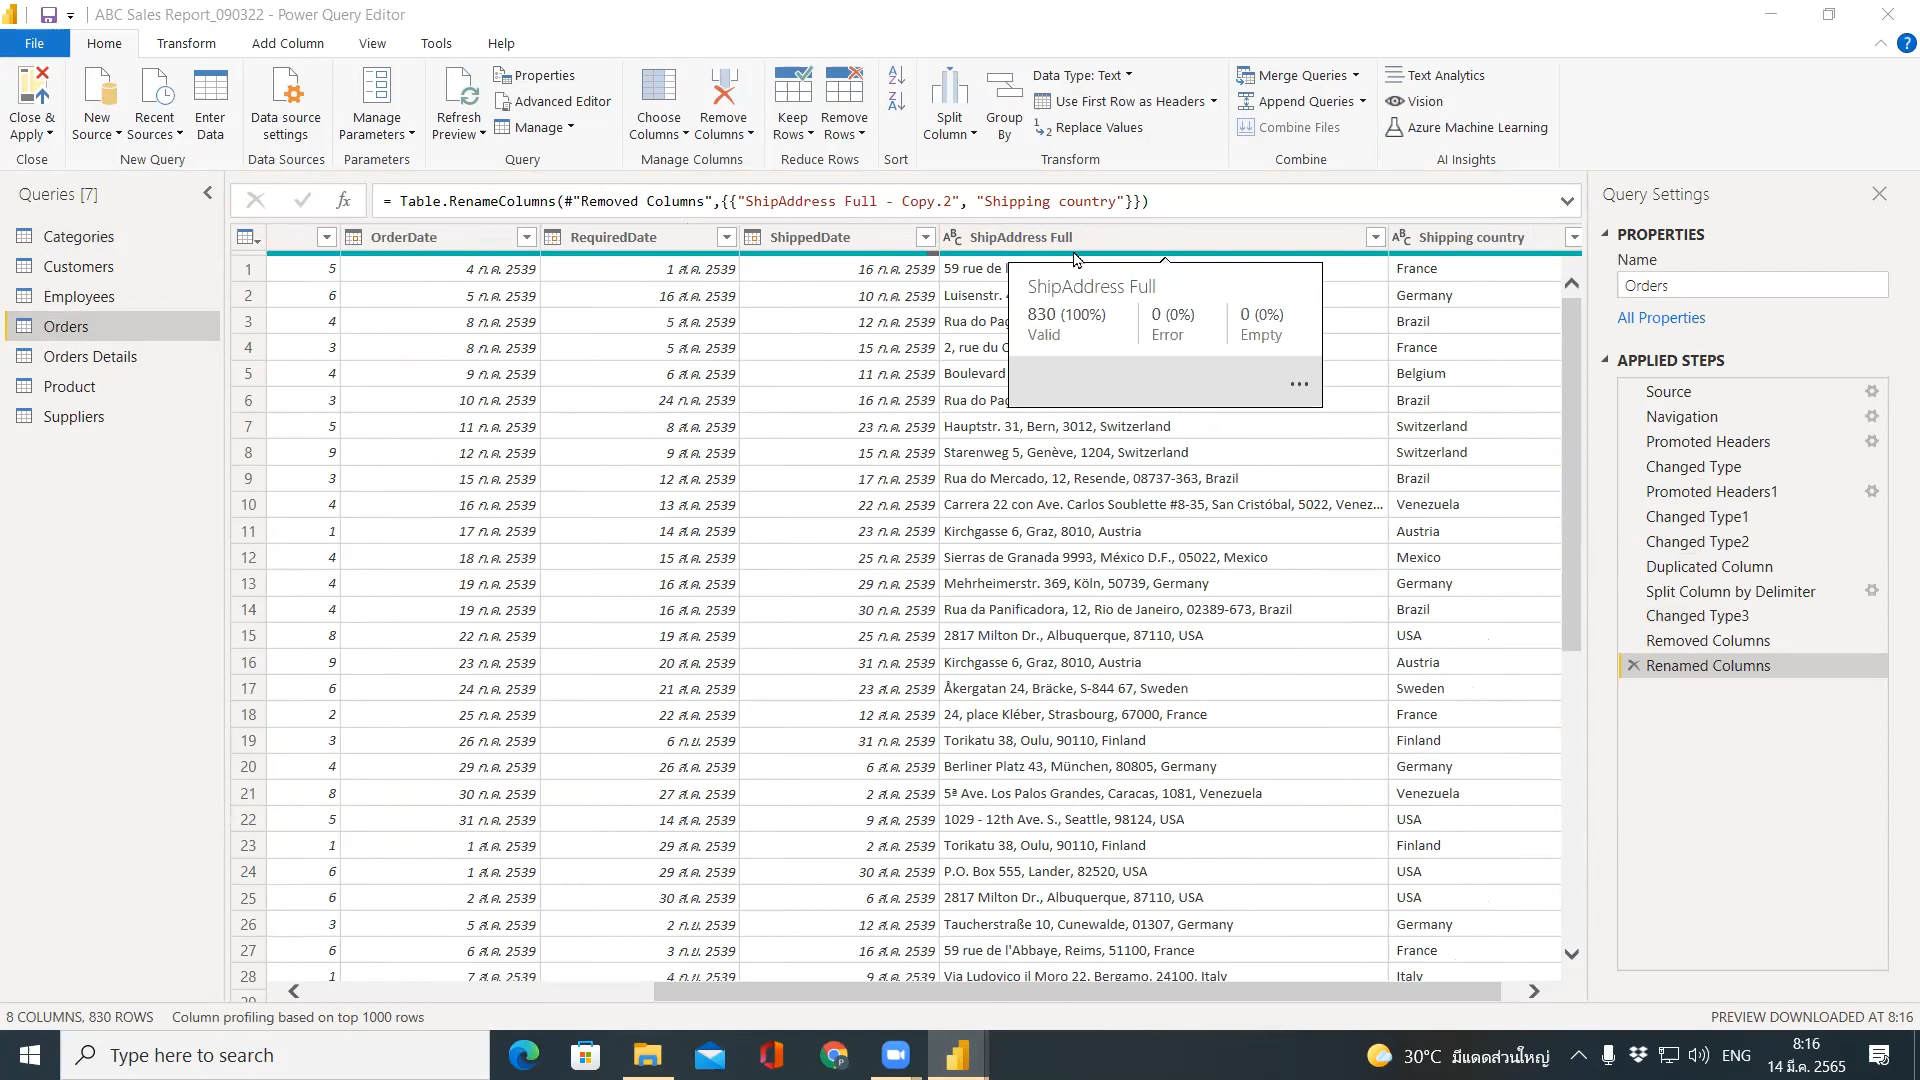 ABC Sales Report_090322 - Power Query Editor
File Home Transform Add Column View Tools Help
Close & Apply
New Source
Recent Sources
Enter Data
Data source settings
Manage Parameters
Refresh Preview
Properties
Advanced Editor
Manage
Choose Columns
Remove Columns
Keep Rows
Remove Rows
Split Column
Group By
Data Type: Text
Use First Row as Headers
Replace Values
Merge Queries
Append Queries
Combine Files
Text Analytics
Vision
Azure Machine Learning
Close New Query Data Sources Parameters Query Manage Columns Reduce Rows Sort Transform Combine AI Insights
Queries [7]
Categories
Customers
Employees
Orders
Orders Details
Product
Suppliers
fx = Table.RenameColumns(#"Removed Columns",{{"ShipAddress Full - Copy.2", "Shipping country"}})
OrderDate RequiredDate ShippedDate ABC ShipAddress Full ABC Shipping country
1 5 4 ก.ค. 2539 1 ส.ค. 2539 16 ก.ค. 2539 59 rue de l France
2 6 5 ก.ค. 2539 16 ส.ค. 2539 10 ก.ค. 2539 Luisenstr. Germany
3 4 8 ก.ค. 2539 5 ส.ค. 2539 12 ก.ค. 2539 Rua do Paç Brazil
4 3 8 ก.ค. 2539 5 ส.ค. 2539 15 ก.ค. 2539 2, rue du C France
5 4 9 ก.ค. 2539 6 ส.ค. 2539 11 ก.ค. 2539 Boulevard Belgium
6 3 10 ก.ค. 2539 24 ก.ค. 2539 16 ก.ค. 2539 Rua do Paç Brazil
7 5 11 ก.ค. 2539 8 ส.ค. 2539 23 ก.ค. 2539 Hauptstr. 31, Bern, 3012, Switzerland Switzerland
8 9 12 ก.ค. 2539 9 ส.ค. 2539 15 ก.ค. 2539 Starenweg 5, Genève, 1204, Switzerland Switzerland
9 3 15 ก.ค. 2539 12 ส.ค. 2539 17 ก.ค. 2539 Rua do Mercado, 12, Resende, 08737-363, Brazil Brazil
10 4 16 ก.ค. 2539 13 ส.ค. 2539 22 ก.ค. 2539 Carrera 22 con Ave. Carlos Soublette #8-35, San Cristóbal, 5022, Venez... Venezuela
11 1 17 ก.ค. 2539 14 ส.ค. 2539 23 ก.ค. 2539 Kirchgasse 6, Graz, 8010, Austria Austria
12 4 18 ก.ค. 2539 15 ส.ค. 2539 25 ก.ค. 2539 Sierras de Granada 9993, México D.F., 05022, Mexico Mexico
13 4 19 ก.ค. 2539 16 ส.ค. 2539 29 ก.ค. 2539 Mehrheimerstr. 369, Köln, 50739, Germany Germany
14 4 19 ก.ค. 2539 16 ส.ค. 2539 30 ก.ค. 2539 Rua da Panificadora, 12, Rio de Janeiro, 02389-673, Brazil Brazil
15 8 22 ก.ค. 2539 19 ส.ค. 2539 25 ก.ค. 2539 2817 Milton Dr., Albuquerque, 87110, USA USA
16 9 23 ก.ค. 2539 20 ส.ค. 2539 31 ก.ค. 2539 Kirchgasse 6, Graz, 8010, Austria Austria
17 6 24 ก.ค. 2539 21 ส.ค. 2539 23 ส.ค. 2539 Åkergatan 24, Bräcke, S-844 67, Sweden Sweden
18 2 25 ก.ค. 2539 22 ส.ค. 2539 12 ส.ค. 2539 24, place Kléber, Strasbourg, 67000, France France
19 3 26 ก.ค. 2539 6 ก.ย. 2539 31 ก.ค. 2539 Torikatu 38, Oulu, 90110, Finland Finland
20 4 29 ก.ค. 2539 26 ส.ค. 2539 6 ส.ค. 2539 Berliner Platz 43, München, 80805, Germany Germany
21 8 30 ก.ค. 2539 27 ส.ค. 2539 2 ส.ค. 2539 5ª Ave. Los Palos Grandes, Caracas, 1081, Venezuela Venezuela
22 5 31 ก.ค. 2539 14 ส.ค. 2539 9 ส.ค. 2539 1029 - 12th Ave. S., Seattle, 98124, USA USA
23 1 1 ส.ค. 2539 29 ส.ค. 2539 2 ส.ค. 2539 Torikatu 38, Oulu, 90110, Finland Finland
24 6 1 ส.ค. 2539 29 ส.ค. 2539 30 ส.ค. 2539 P.O. Box 555, Lander, 82520, USA USA
25 6 2 ส.ค. 2539 30 ส.ค. 2539 6 ส.ค. 2539 2817 Milton Dr., Albuquerque, 87110, USA USA
26 3 5 ส.ค. 2539 2 ก.ย. 2539 12 ส.ค. 2539 Taucherstraße 10, Cunewalde, 01307, Germany Germany
27 6 6 ส.ค. 2539 3 ก.ย. 2539 16 ส.ค. 2539 59 rue de l'Abbaye, Reims, 51100, France France
28 1 7 ส.ค. 2539 4 ก.ย. 2539 9 ส.ค. 2539 Via Ludovico il Moro 22, Bergamo, 24100, Italy Italy
29
ShipAddress Full
830 (100%) 0 (0%) 0 (0%)
Valid Error Empty
...
Query Settings
PROPERTIES
Name
Orders
All Properties
APPLIED STEPS
Source
Navigation
Promoted Headers
Changed Type
Promoted Headers1
Changed Type1
Changed Type2
Duplicated Column
Split Column by Delimiter
Changed Type3
Removed Columns
Renamed Columns
8 COLUMNS, 830 ROWS Column profiling based on top 1000 rows PREVIEW DOWNLOADED AT 8:16
Type here to search
30°C มีแดดส่วนใหญ่
ENG
8:16
14 มี.ค. 2565